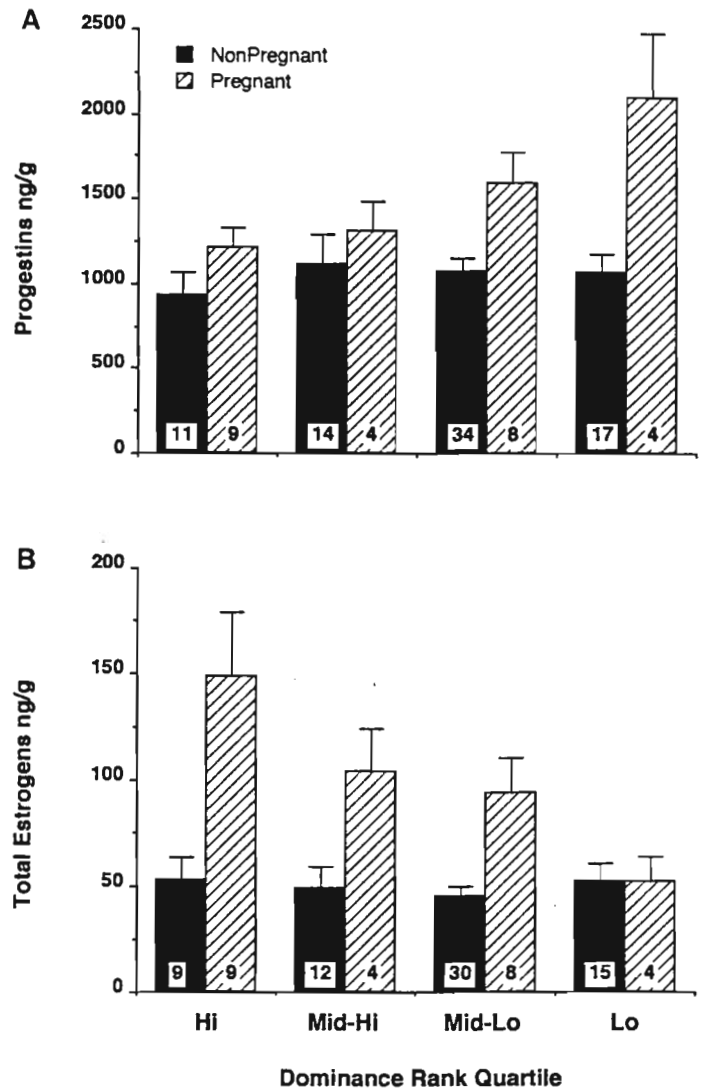 A
Progestins ng/g
2500
2000
1500
1000
500
0
NonPregnant
Pregnant
11 9 14 4 34 8 17 4
B
Total Estrogens ng/g
200
150
100
50
0
9 9 12 4 30 8 15 4
Hi Mid-Hi Mid-Lo Lo
Dominance Rank Quartile